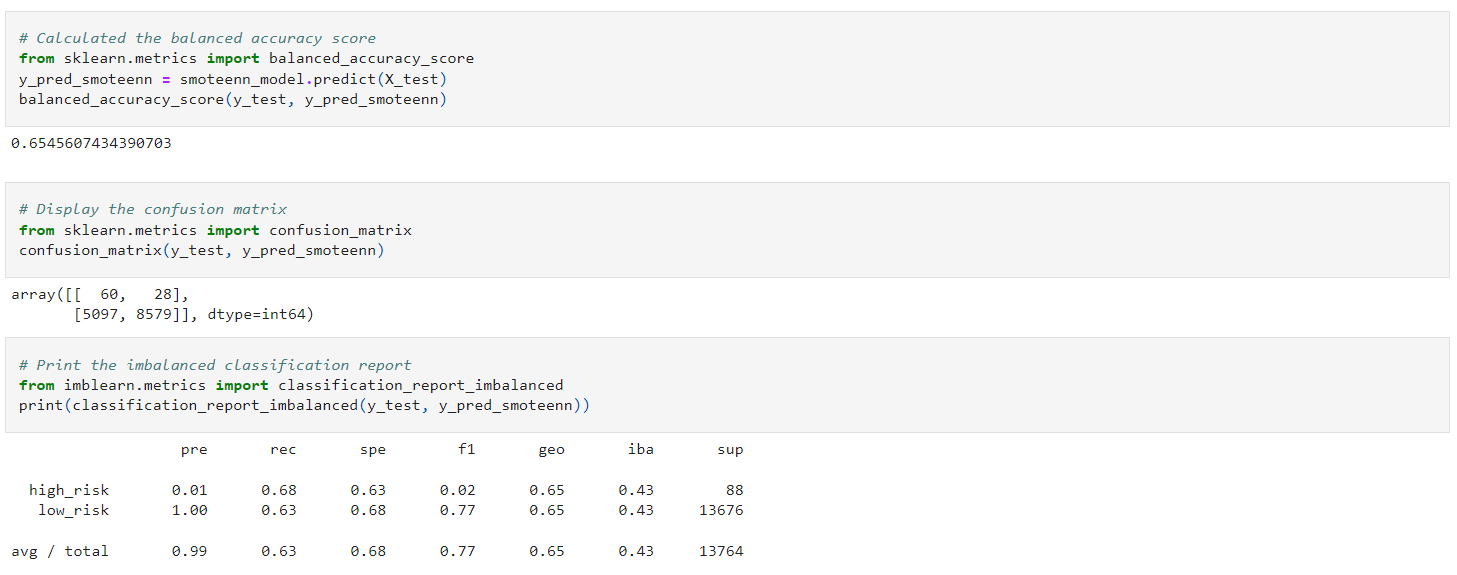 # Calculated the balanced accuracy score
from sklearn.metrics import balanced_accuracy_score
y_pred_smoteenn = smoteenn_model.predict(X_test)
balanced_accuracy_score(y_test, y_pred_smoteenn)
0.6545607434390703
# Display the confusion matrix
from sklearn.metrics import confusion_matrix
confusion_matrix(y_test, y_pred_smoteenn)
array([[  60,   28],
       [5097, 8579]], dtype=int64)
# Print the imbalanced classification report
from imblearn.metrics import classification_report_imbalanced
print(classification_report_imbalanced(y_test, y_pred_smoteenn))
                   pre       rec       spe        f1       geo       iba       sup
  high_risk       0.01      0.68      0.63      0.02      0.65      0.43        88
   low_risk       1.00      0.63      0.68      0.77      0.65      0.43     13676
avg / total       0.99      0.63      0.68      0.77      0.65      0.43     13764